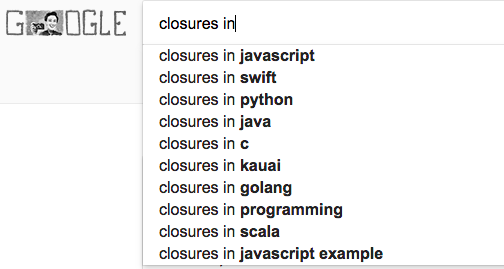 GOOGLE
closures in
closures in javascript
closures in swift
closures in python
closures in java
closures in c
closures in kauai
closures in golang
closures in programming
closures in scala
closures in javascript example